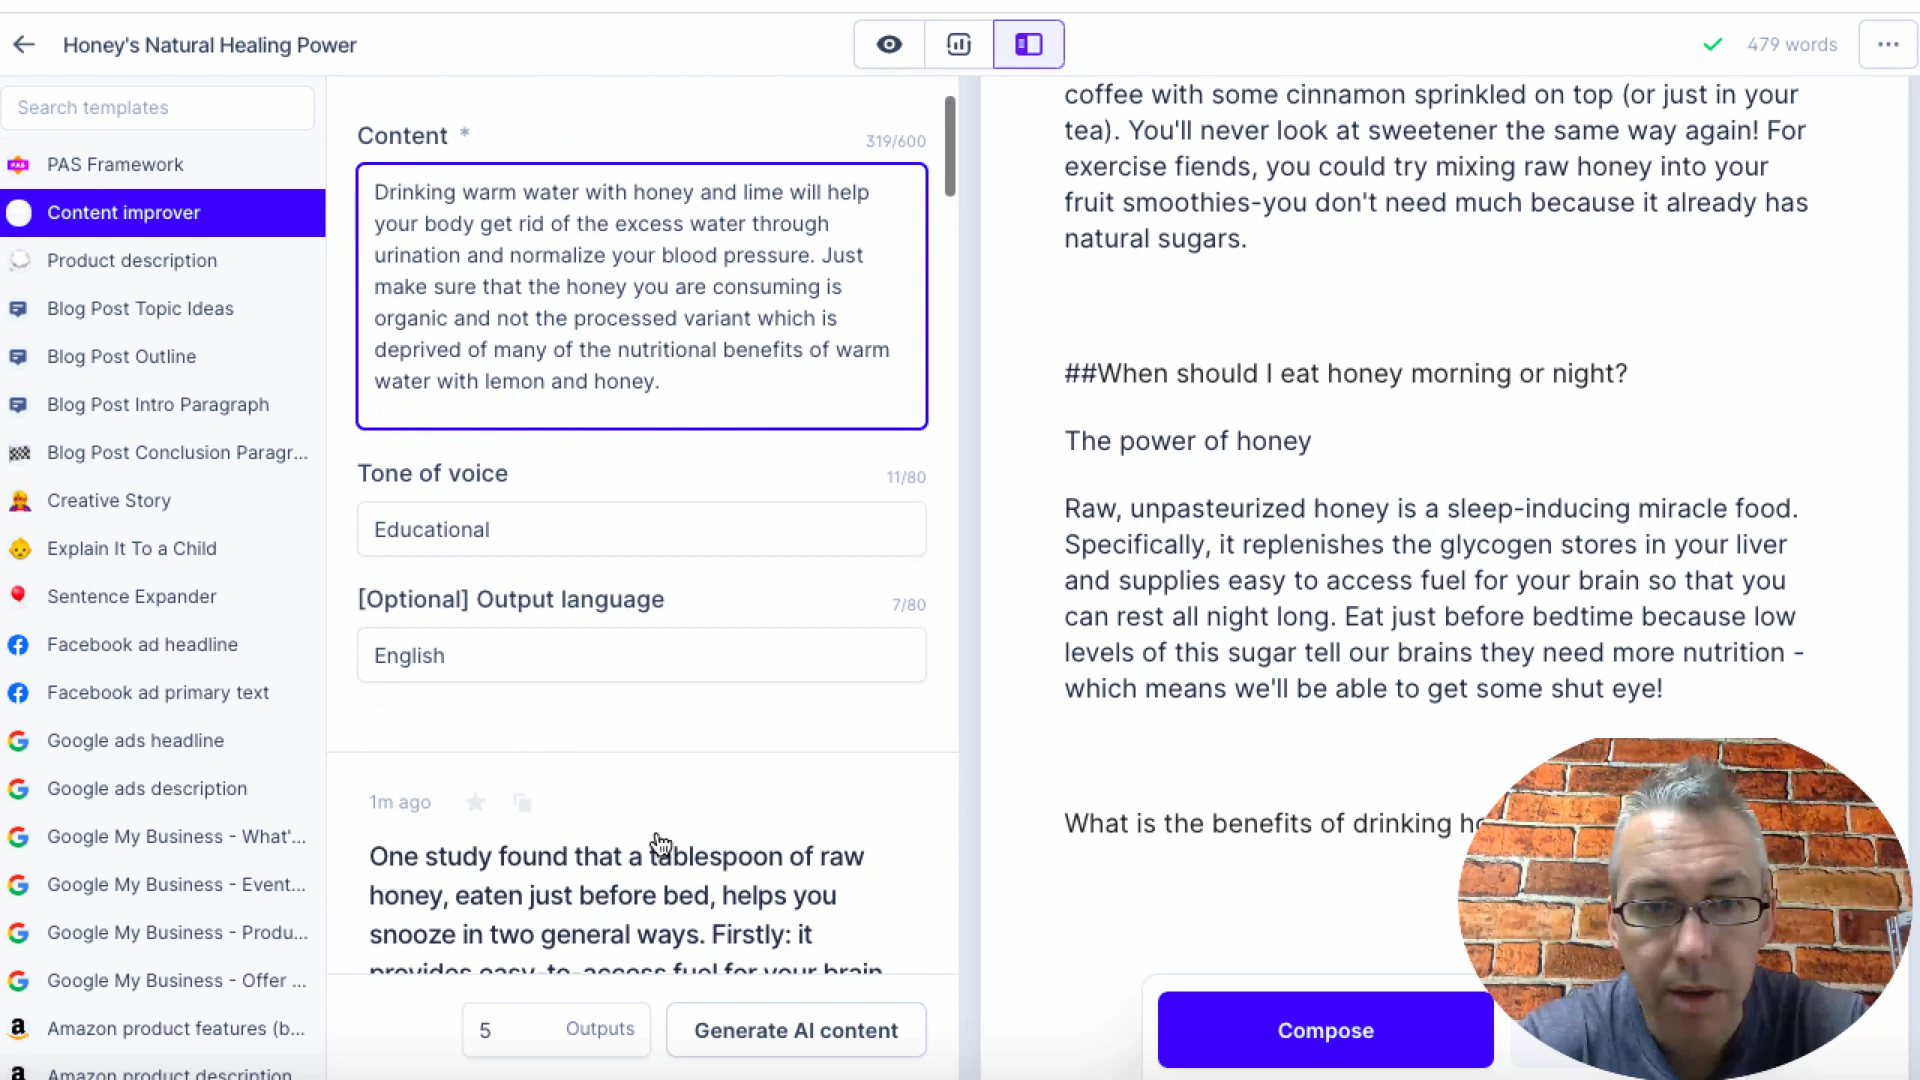 Honey's Natural Healing Power
479 words
Search templates
PAS Framework
Content improver
Product description
Blog Post Topic Ideas
Blog Post Outline
Blog Post Intro Paragraph
Blog Post Conclusion Paragr...
Creative Story
Explain It To a Child
Sentence Expander
Facebook ad headline
Facebook ad primary text
Google ads headline
Google ads description
Google My Business - What'...
Google My Business - Event...
Google My Business - Produ...
Google My Business - Offer ...
Amazon product features (b...
Amazon product description
Content *
319/600
Drinking warm water with honey and lime will help
your body get rid of the excess water through
urination and normalize your blood pressure. Just
make sure that the honey you are consuming is
organic and not the processed variant which is
deprived of many of the nutritional benefits of warm
water with lemon and honey.
Tone of voice
11/80
Educational
[Optional] Output language
7/80
English
1m ago
One study found that a tablespoon of raw
honey, eaten just before bed, helps you
snooze in two general ways. Firstly: it
provides easy-to-access fuel for your brain
5 Outputs
Generate AI content
coffee with some cinnamon sprinkled on top (or just in your
tea). You'll never look at sweetener the same way again! For
exercise fiends, you could try mixing raw honey into your
fruit smoothies-you don't need much because it already has
natural sugars.
##When should I eat honey morning or night?
The power of honey
Raw, unpasteurized honey is a sleep-inducing miracle food.
Specifically, it replenishes the glycogen stores in your liver
and supplies easy to access fuel for your brain so that you
can rest all night long. Eat just before bedtime because low
levels of this sugar tell our brains they need more nutrition -
which means we'll be able to get some shut eye!
What is the benefits of drinking
Compose